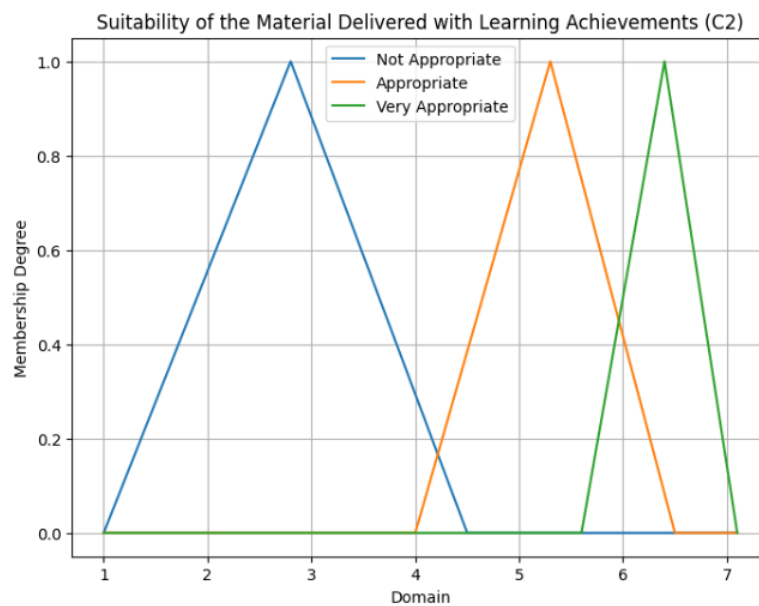 Suitability of the Material Delivered with Learning Achievements (C2)
Not Appropriate
Appropriate
Very Appropriate
Membership Degree
1.0
0.8
0.6
0.4
0.2
0.0
1 2 3 4 5 6 7
Domain